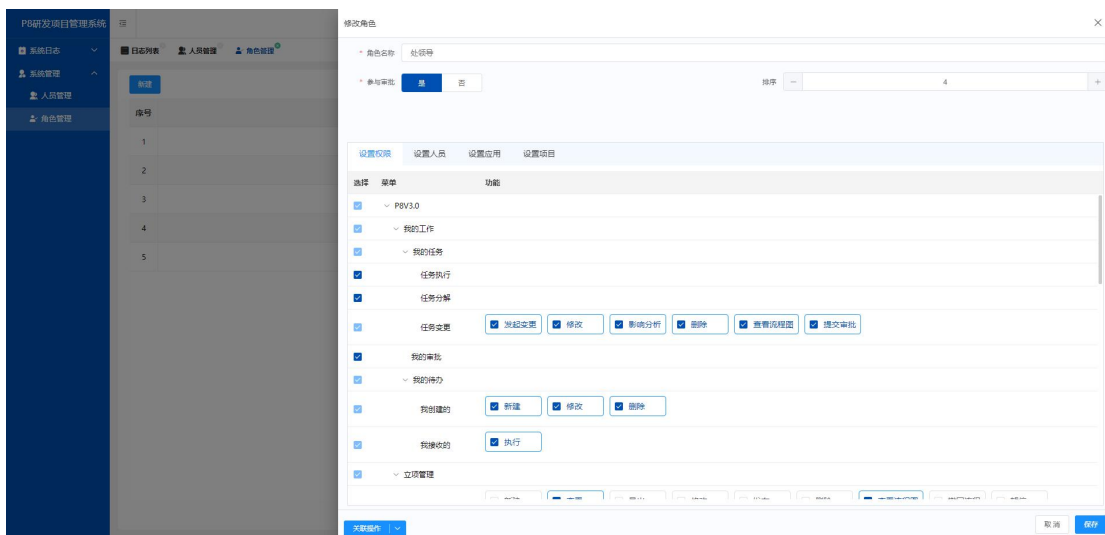 P8研发项目管理系统
系统日志
系统管理
人员管理
角色管理
日志列表 人员管理 角色管理
新建
序号
1
2
3
4
5
修改角色
* 角色名称 处领导
* 参与审批 是 否 排序 4
设置权限 设置人员 设置应用 设置项目
选择 菜单 功能
P8V3.0
我的工作
我的任务
任务执行
任务分解
任务变更 发起变更 修改 影响分析 删除 查看流程图 提交审批
我的审批
我的待办
我创建的 新建 修改 删除
我接收的 执行
立项管理
关联操作 取消 保存